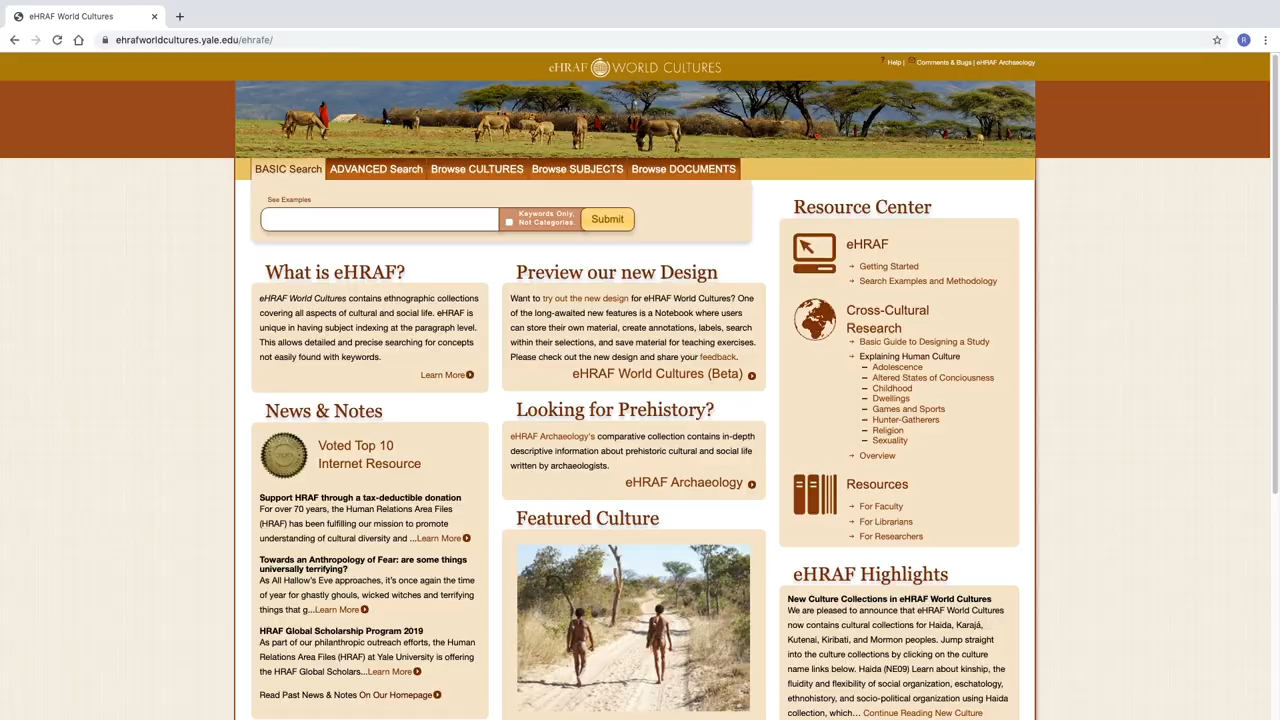 eHRAF World Cultures
ehrafworldcultures.yale.edu/ehrafe/
R
eHRAF WORLD CULTURES
? Help | Comments & Bugs | eHRAF Archaeology
BASIC Search
ADVANCED Search
Browse CULTURES
Browse SUBJECTS
Browse DOCUMENTS
See Examples
Keywords Only,
Not Categories.
Submit
What is eHRAF?
eHRAF World Cultures contains ethnographic collections
covering all aspects of cultural and social life. eHRAF is
unique in having subject indexing at the paragraph level.
This allows detailed and precise searching for concepts
not easily found with keywords.
Learn More
News & Notes
Voted Top 10
Internet Resource
Support HRAF through a tax-deductible donation
For over 70 years, the Human Relations Area Files
(HRAF) has been fulfilling our mission to promote
understanding of cultural diversity and ...Learn More
Towards an Anthropology of Fear: are some things
universally terrifying?
As All Hallow's Eve approaches, it's once again the time
of year for ghastly ghouls, wicked witches and terrifying
things that g...Learn More
HRAF Global Scholarship Program 2019
As part of our philanthropic outreach efforts, the Human
Relations Area Files (HRAF) at Yale University is offering
the HRAF Global Scholars...Learn More
Read Past News & Notes On Our Homepage
Preview our new Design
Want to try out the new design for eHRAF World Cultures? One
of the long-awaited new features is a Notebook where users
can store their own material, create annotations, labels, search
within their selections, and save material for teaching exercises.
Please check out the new design and share your feedback.
eHRAF World Cultures (Beta)
Looking for Prehistory?
eHRAF Archaeology's comparative collection contains in-depth
descriptive information about prehistoric cultural and social life
written by archaeologists.
eHRAF Archaeology
Featured Culture
Resource Center
eHRAF
Getting Started
Search Examples and Methodology
Cross-Cultural
Research
Basic Guide to Designing a Study
Explaining Human Culture
Adolescence
Altered States of Conciousness
Childhood
Dwellings
Games and Sports
Hunter-Gatherers
Religion
Sexuality
Overview
Resources
For Faculty
For Librarians
For Researchers
eHRAF Highlights
New Culture Collections in eHRAF World Cultures
We are pleased to announce that eHRAF World Cultures
now contains cultural collections for Haida, Karajá,
Kutenai, Kiribati, and Mormon peoples. Jump straight
into the culture collections by clicking on the culture
name links below. Haida (NE09) Learn about kinship, the
fluidity and flexibility of social organization, eschatology,
ethnohistory, and socio-political organization using Haida
collection, which… Continue Reading New Culture